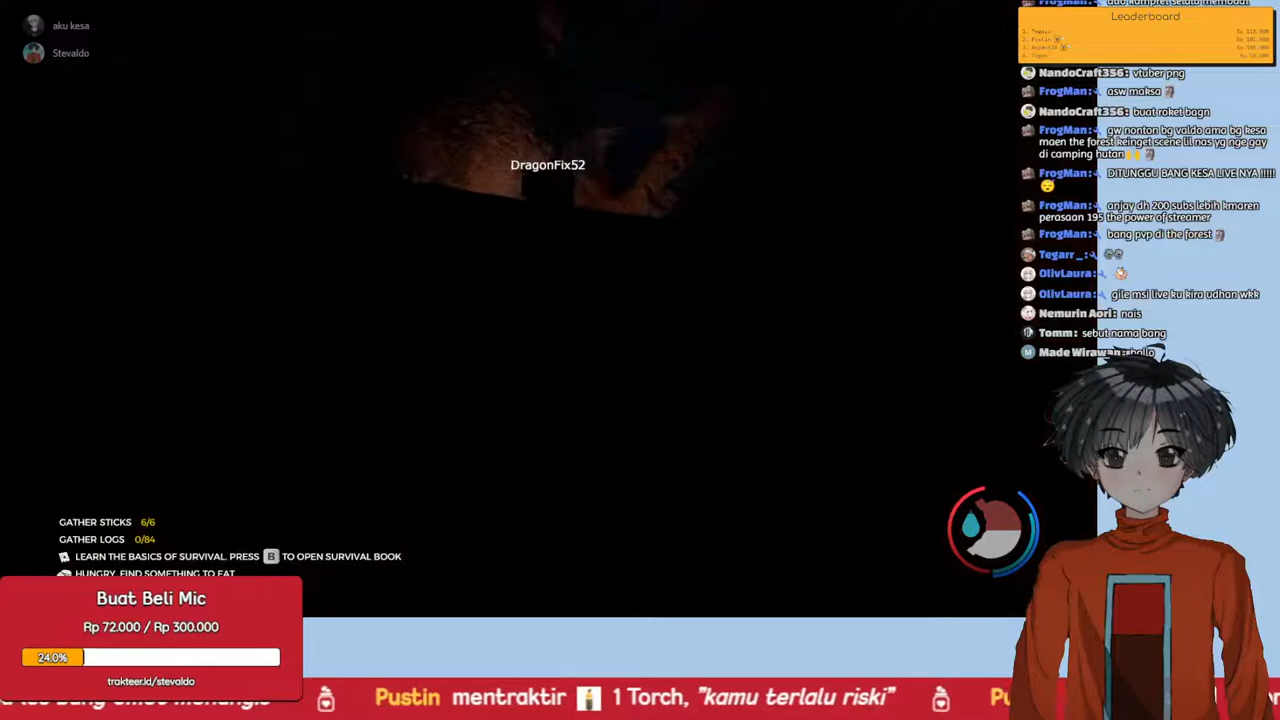 aku kesa
Stevaldo
DragonFix52
GATHER STICKS 6/6
GATHER LOGS 0/84
LEARN THE BASICS OF SURVIVAL. PRESS B TO OPEN SURVIVAL BOOK
HUNGRY. FIND SOMETHING TO EAT
Buat Beli Mic
Rp 72.000 / Rp 300.000
24.0%
trakteer.id/stevaldo
Pustin mentraktir 1 Torch, "kamu terlalu riski"
Leaderboard
NandoCraft356: vtuber png
FrogMan: asw maksa
NandoCraft356: buat roket bagn
FrogMan: gw nonton bg valdo ama bg kesa
maen the forest keinget scene lil nas yg nge gay
di camping hutan
FrogMan: DITUNGGU BANG KESA LIVE NYA !!!!!
FrogMan: anjay dh 200 subs lebih kmaren
perasaan 195 the power of streamer
FrogMan: bang pvp di the forest
Tegarr_:
OlivLaura:
OlivLaura: gile msi live ku kira udhan wkk
Nemurin Aori: nais
Tomm: sebut nama bang
M Made Wirawan: hallo